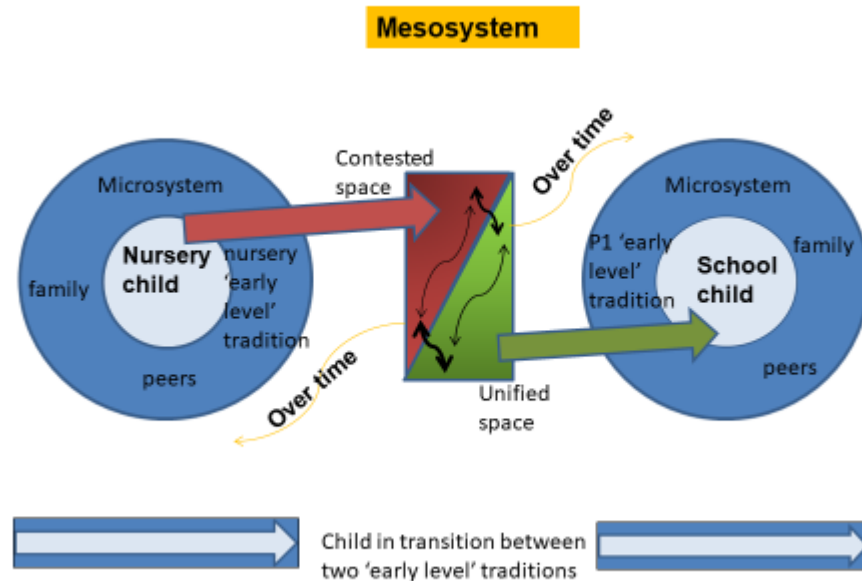 Mesosystem
Microsystem
Nursery
child
family
nursery
'early
level'
tradition
peers
Contested
space
Over time
Over time
Unified
space
Microsystem
P1 'early
level'
tradition
School
child
family
peers
Child in transition between
two 'early level' traditions